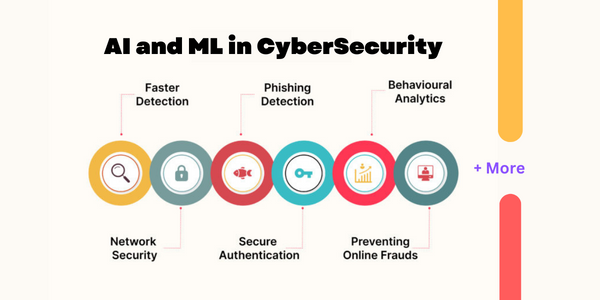 AI and ML in CyberSecurity
Faster
Detection
Phishing
Detection
Behavioural
Analytics
+ More
Network
Security
Secure
Authentication
Preventing
Online Frauds